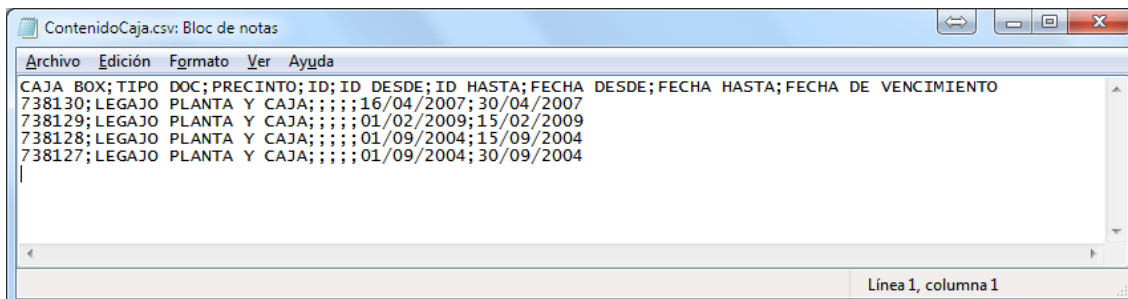 ContenidoCaja.csv: Bloc de notas
Archivo Edición Formato Ver Ayuda
CAJA BOX;TIPO DOC;PRECINTO;ID;ID DESDE;ID HASTA;FECHA DESDE;FECHA HASTA;FECHA DE VENCIMIENTO
738130;LEGAJO PLANTA Y CAJA;;;;;16/04/2007;30/04/2007
738129;LEGAJO PLANTA Y CAJA;;;;;01/02/2009;15/02/2009
738128;LEGAJO PLANTA Y CAJA;;;;;01/09/2004;15/09/2004
738127;LEGAJO PLANTA Y CAJA;;;;;01/09/2004;30/09/2004
Línea 1, columna 1